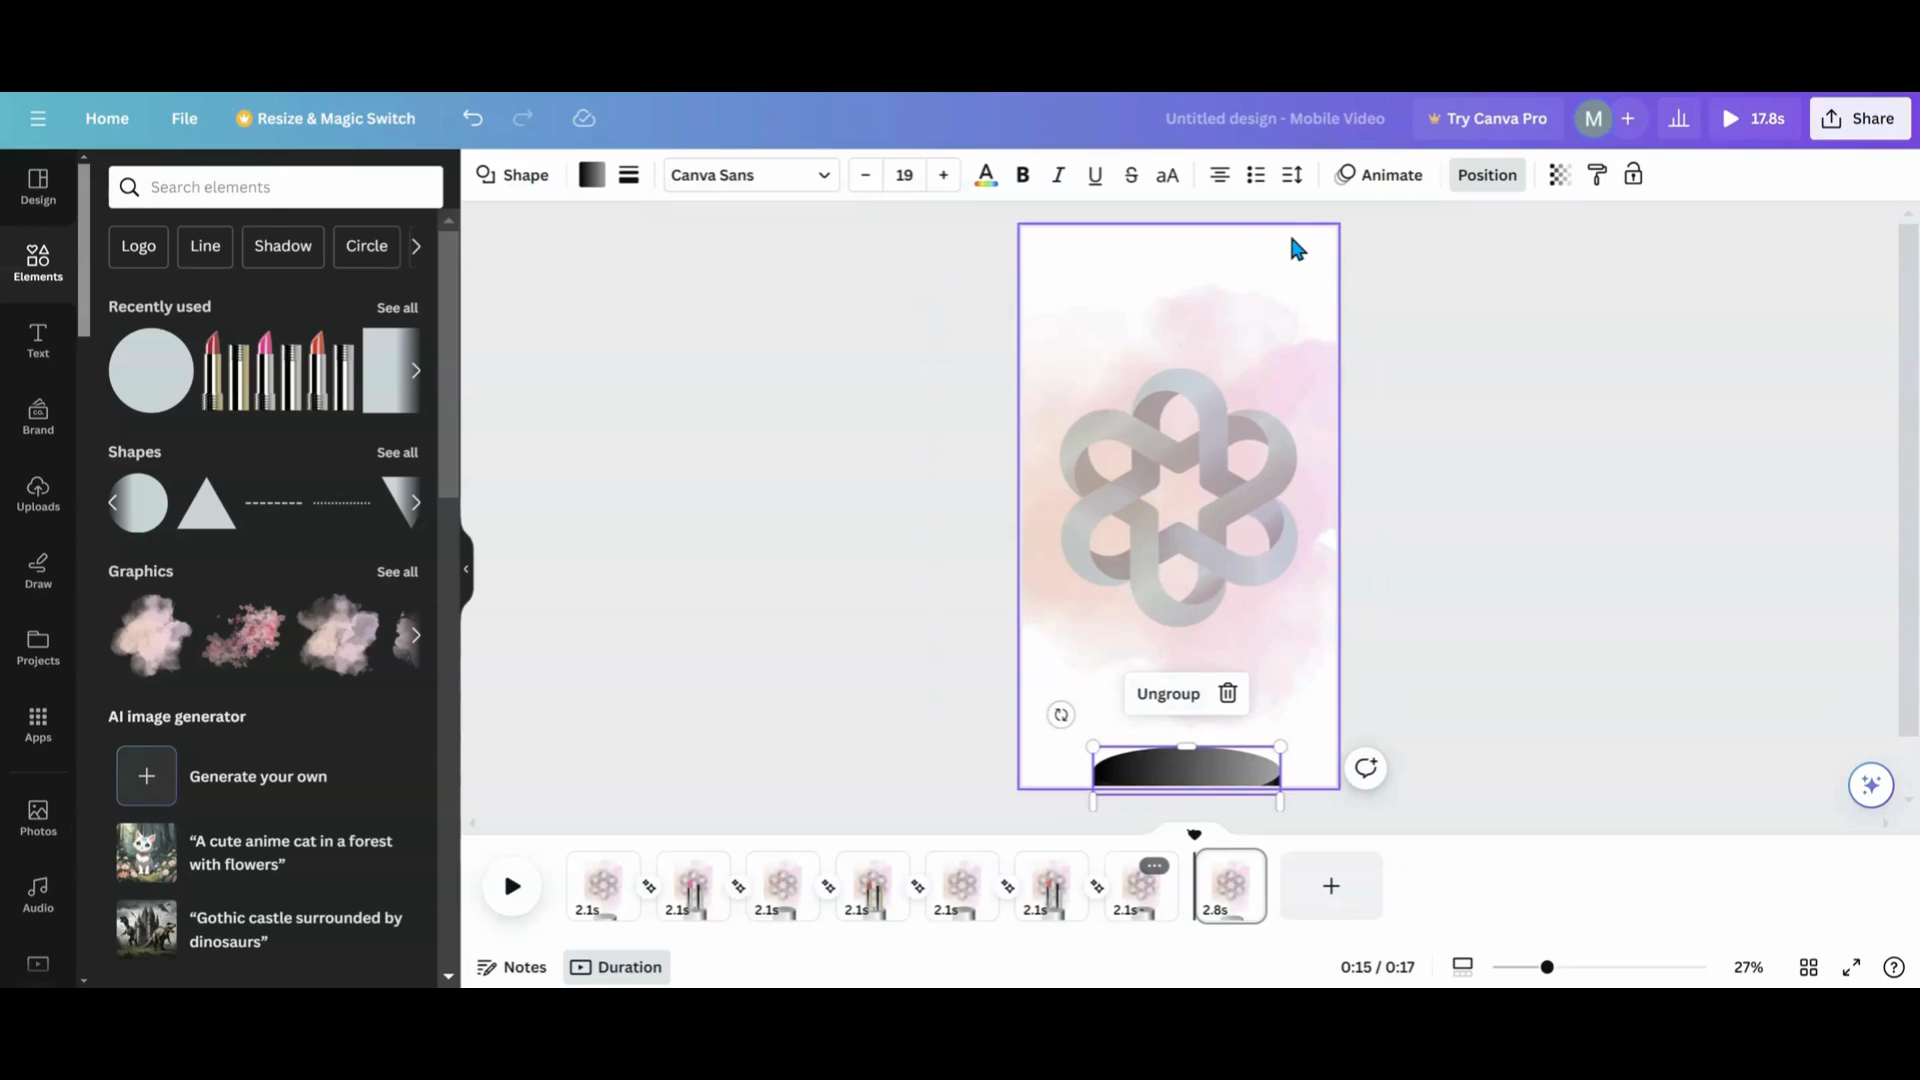 Home File Resize & Magic Switch Untitled design - Mobile Video Try Canva Pro M + 17.8s Share
Shape Canva Sans − 19 + A B I U S aA Animate Position
Design
Elements
Text
Brand
Uploads
Draw
Projects
Apps
Photos
Audio
Search elements
Logo Line Shadow Circle
Recently used See all
Shapes See all
Graphics See all
AI image generator
Generate your own
“A cute anime cat in a forest
with flowers”
“Gothic castle surrounded by
dinosaurs”
Ungroup
2.1s 2.1s 2.1s 2.1s 2.1s 2.1s 2.1s 2.8s
Notes Duration 0:15 / 0:17 27%